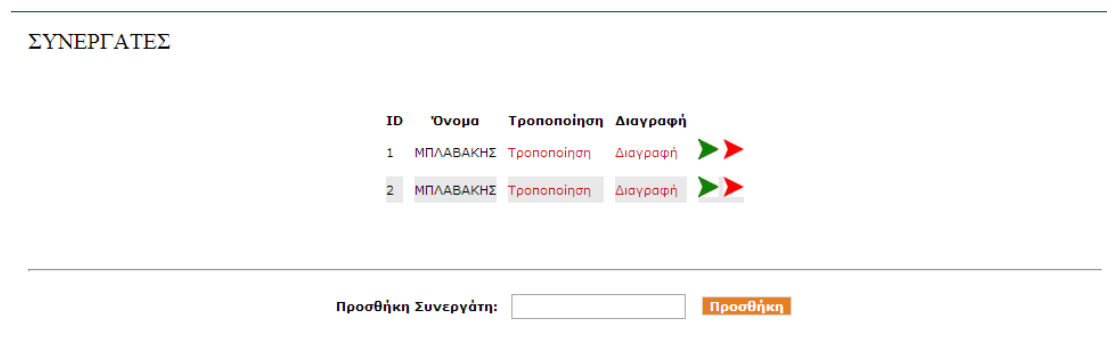 ΣΥΝΕΡΓΑΤΕΣ
ID Όνομα Τροποποίηση Διαγραφή
1 ΜΠΛΑΒΑΚΗΣ Τροποποίηση Διαγραφή
2 ΜΠΛΑΒΑΚΗΣ Τροποποίηση Διαγραφή
Προσθήκη Συνεργάτη: Προσθήκη